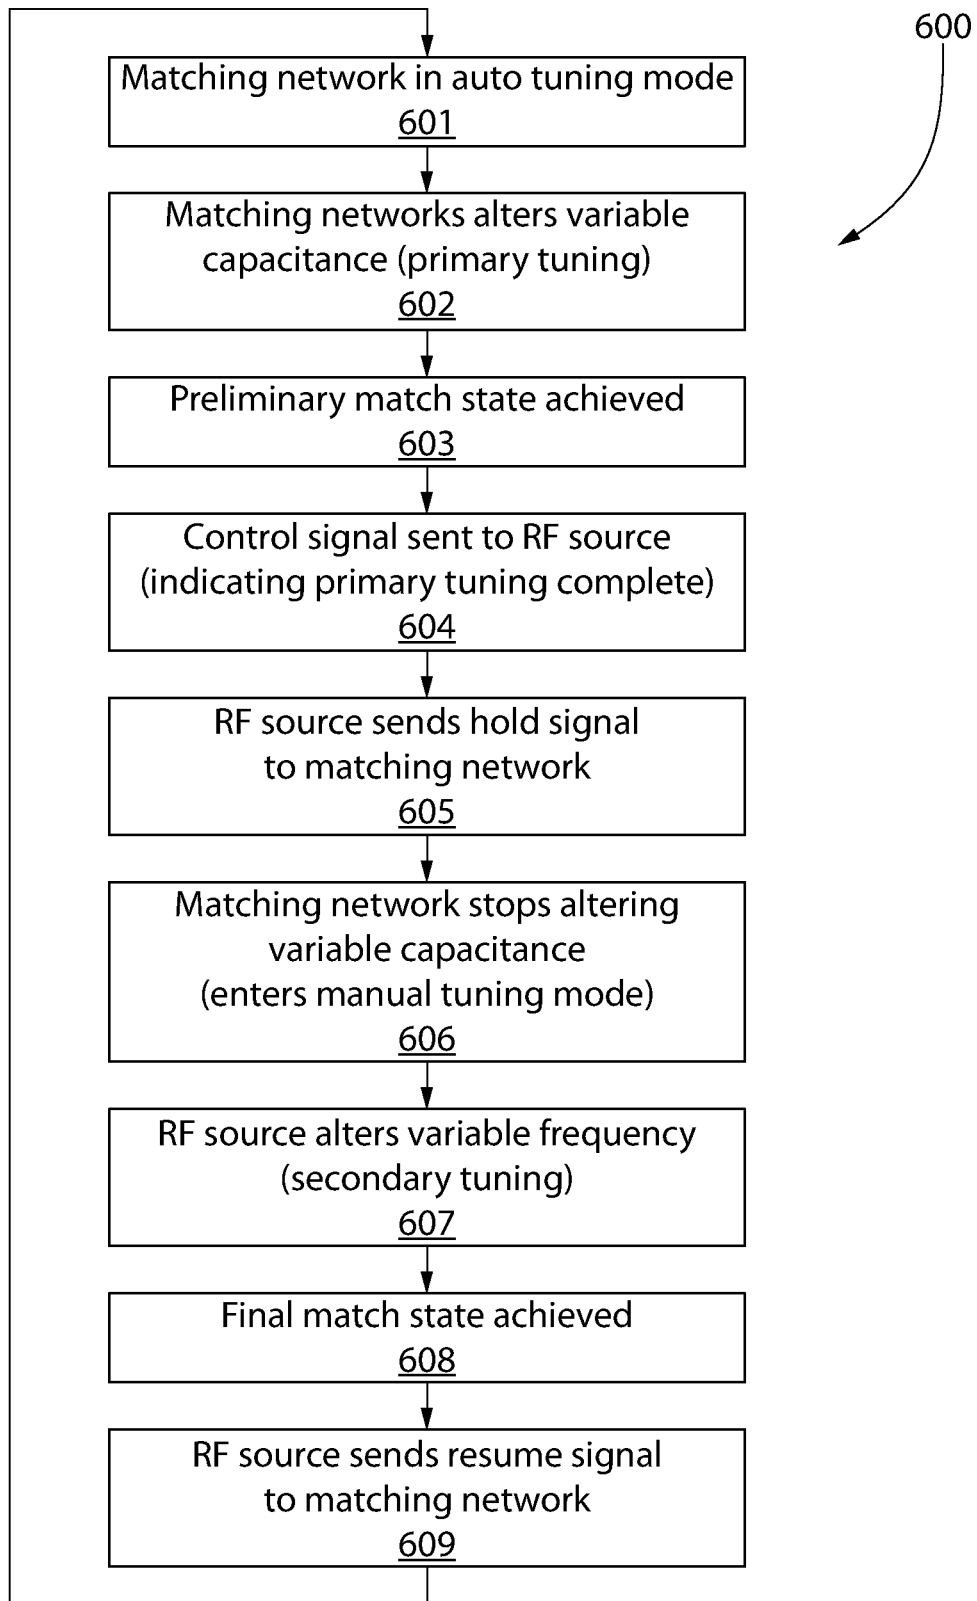 600
Matching network in auto tuning mode
601
Matching networks alters variable
capacitance (primary tuning)
602
Preliminary match state achieved
603
Control signal sent to RF source
(indicating primary tuning complete)
604
RF source sends hold signal
to matching network
605
Matching network stops altering
variable capacitance
(enters manual tuning mode)
606
RF source alters variable frequency
(secondary tuning)
607
Final match state achieved
608
RF source sends resume signal
to matching network
609